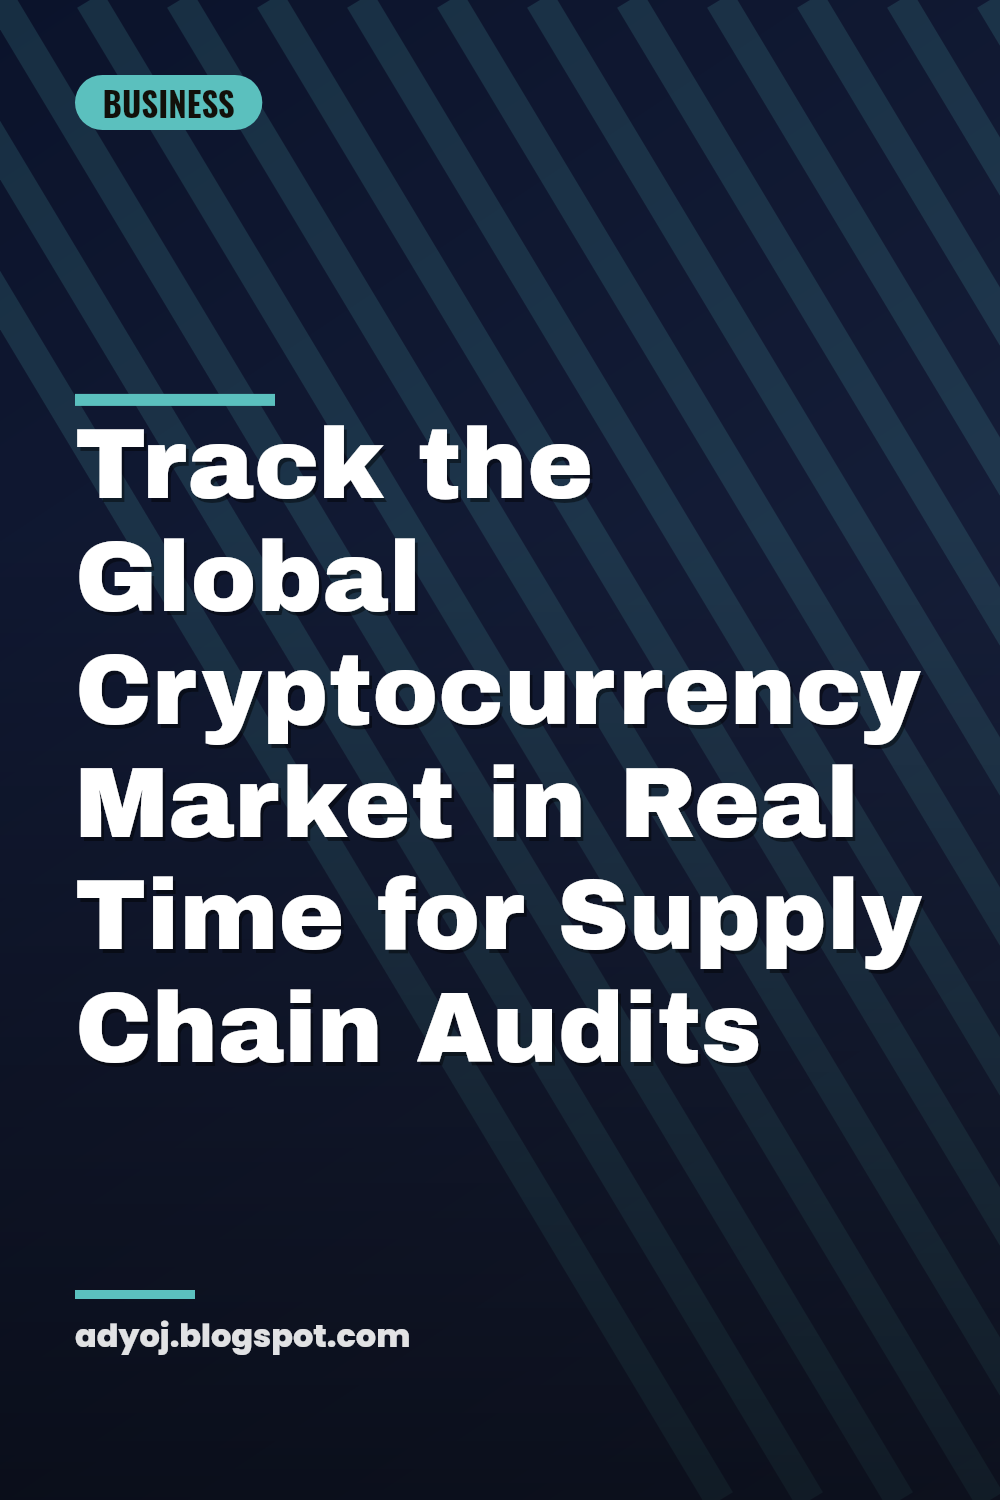 BUSINESS
Track the
Global
Cryptocurrency
Market in Real
Time for Supply
Chain Audits
adyoj.blogspot.com